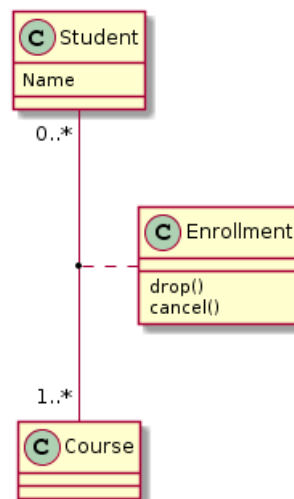 C Student
Name
0..*
C Enrollment
drop()
cancel()
1..*
C Course